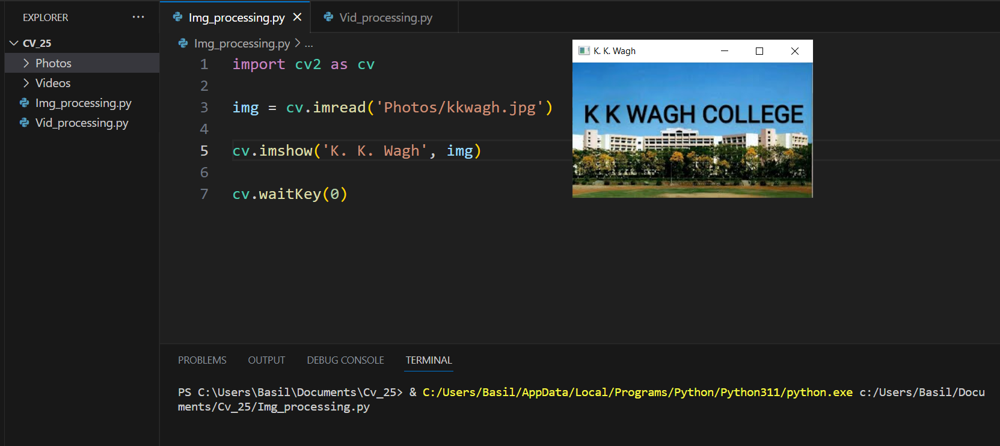 EXPLORER ...
CV_25
Photos
Videos
Img_processing.py
Vid_processing.py
Img_processing.py
Vid_processing.py
Img_processing.py > ...
1 import cv2 as cv
2
3 img = cv.imread('Photos/kkwagh.jpg')
4
5 cv.imshow('K. K. Wagh', img)
6
7 cv.waitKey(0)
K. K. Wagh
K K WAGH COLLEGE
PROBLEMS OUTPUT DEBUG CONSOLE TERMINAL
PS C:\Users\Basil\Documents\Cv_25> & C:/Users/Basil/AppData/Local/Programs/Python/Python311/python.exe c:/Users/Basil/Docu
ments/Cv_25/Img_processing.py